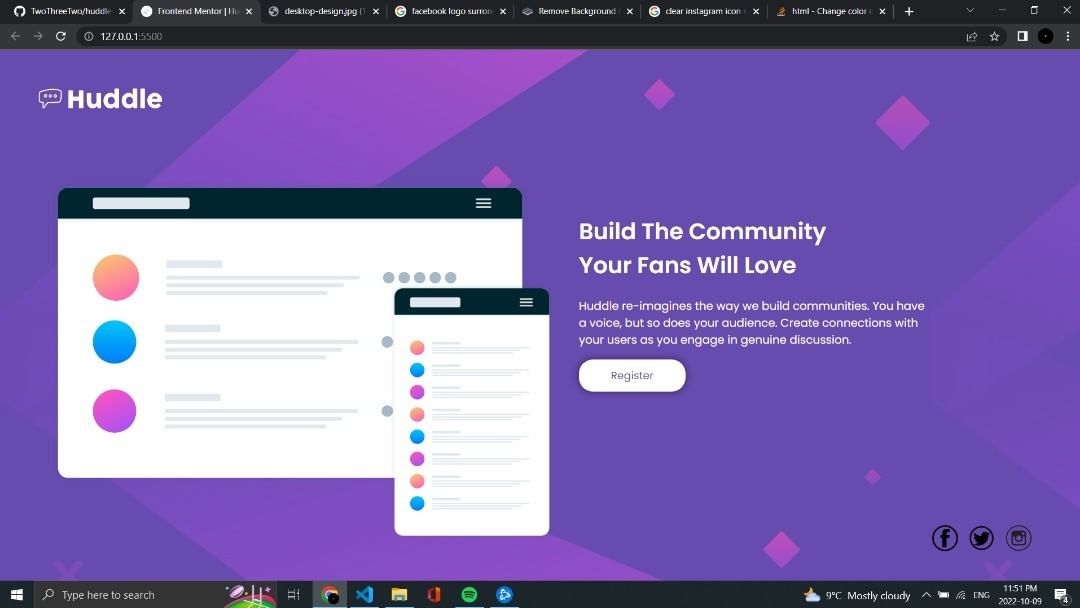 TwoThreeTwo/huddle
Frontend Mentor | Hu
desktop-design.jpg (1
facebook logo surron
Remove Background f
clear instagram icon s
html - Change color o
127.0.0.1:5500
Huddle
Build The Community
Your Fans Will Love
Huddle re-imagines the way we build communities. You have
a voice, but so does your audience. Create connections with
your users as you engage in genuine discussion.
Register
Type here to search
9°C Mostly cloudy
ENG
11:51 PM
2022-10-09
4